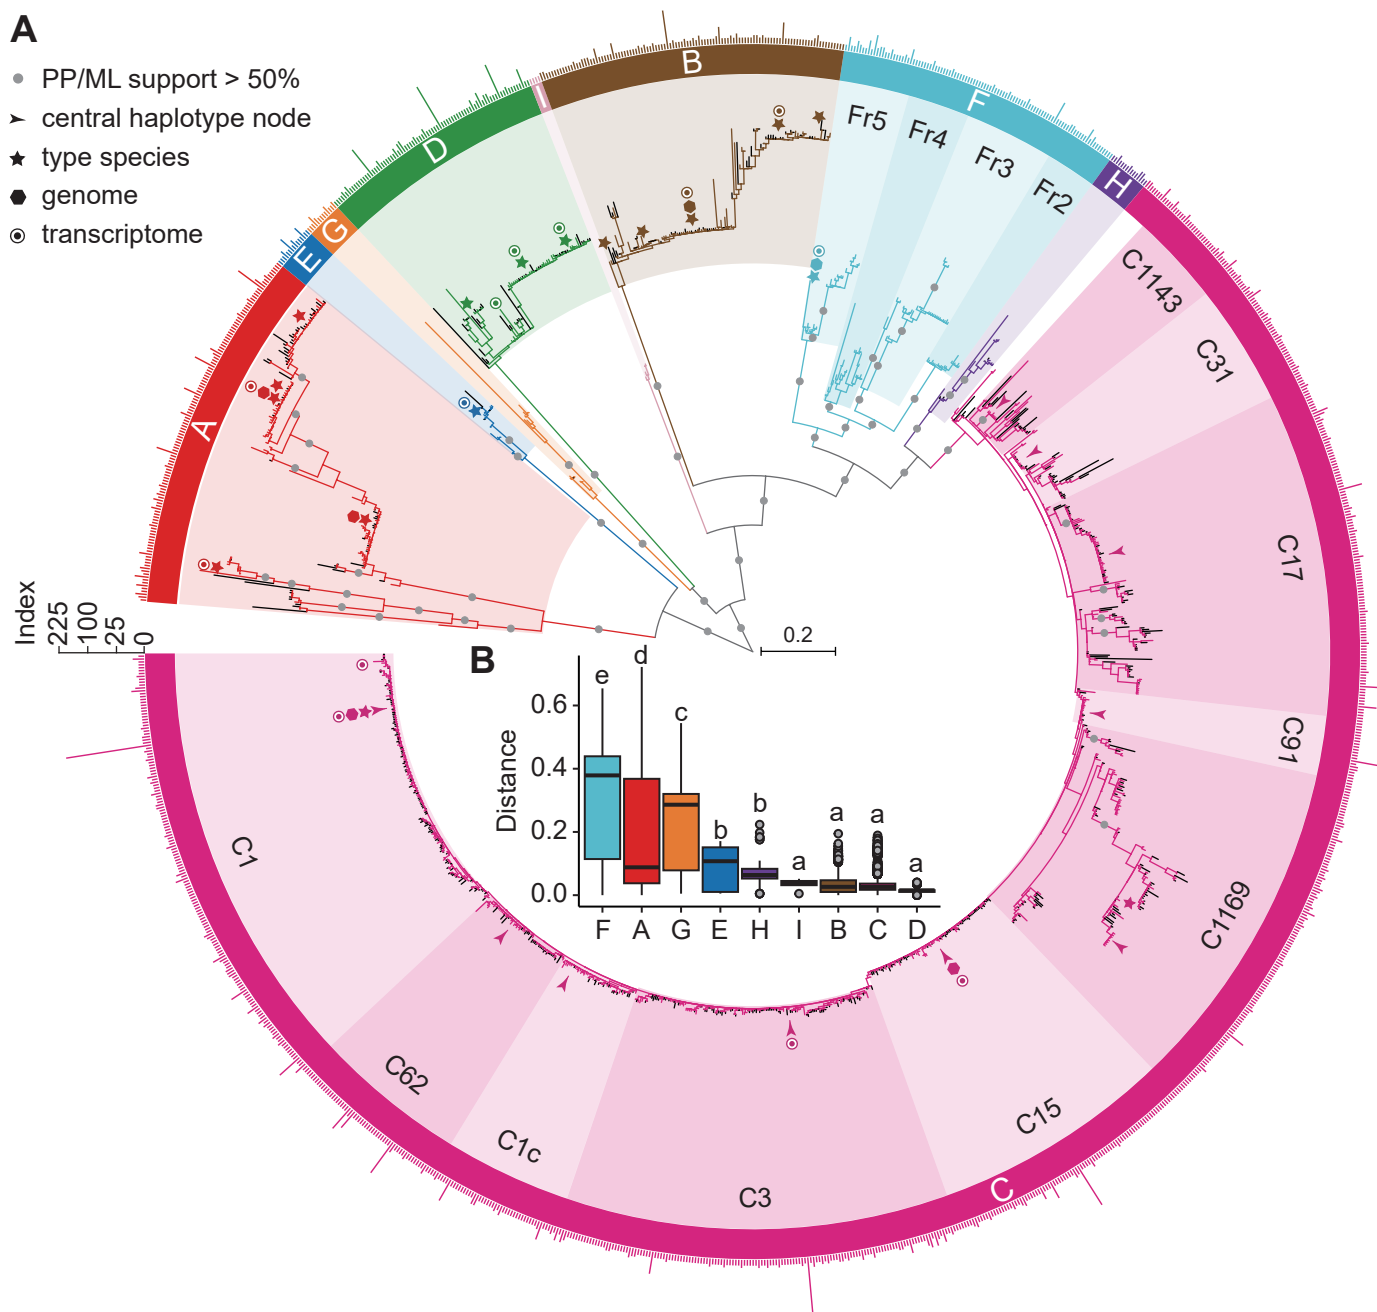 A
PP/ML support > 50%
central haplotype node
type species
genome
transcriptome
A
E
G
D
I
B
F
H
Fr5
Fr4
Fr3
Fr2
C1143
C31
C17
C91
C1169
C15
C
C3
C1c
C62
C1
Index
225
100
25
0
0.2
B
Distance
0.6
0.4
0.2
0.0
e
d
c
b
b
a
a
a
a
F A G E H I B C D